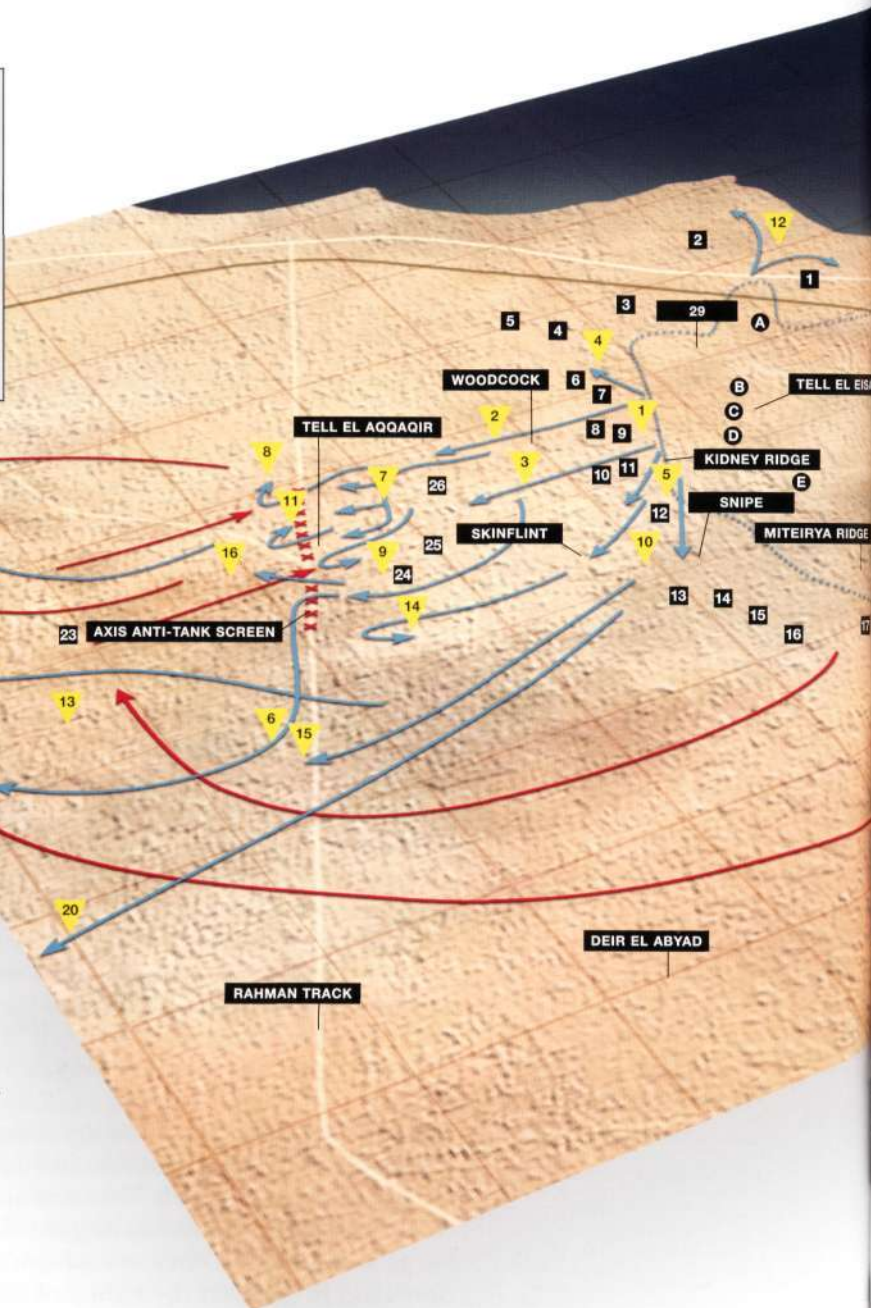 12
2
1
3
29
5
4
A
4
WOODCOCK
6
B
TELL EL
7
C
2
1
TELL EL AQQAQIR
8
9
D
8
3
KIDNEY RIDGE
7
11
26
10
5
E
11
SNIPE
12
SKINFLINT
MITEIRYA RIDGE
16
9
25
10
24
13
14
14
15
23
AXIS ANTI-TANK SCREEN
16
17
13
6
15
20
DEIR EL ABYAD
RAHMAN TRACK